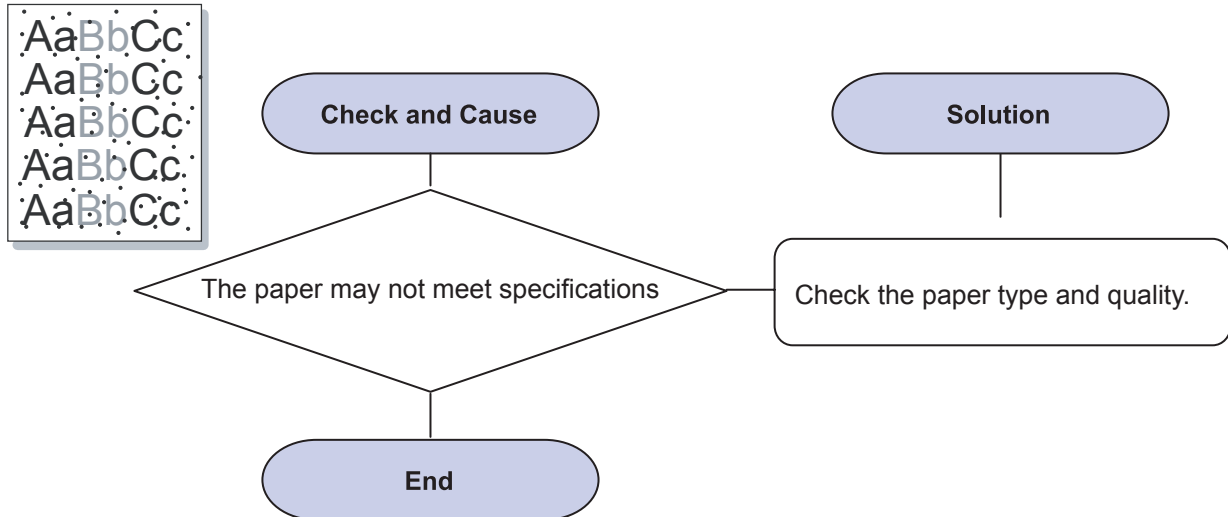 AaBbCc
AaBbCc
AaBbCc
AaBbCc
AaBbCc
Check and Cause
Solution
The paper may not meet specifications
Check the paper type and quality.
End